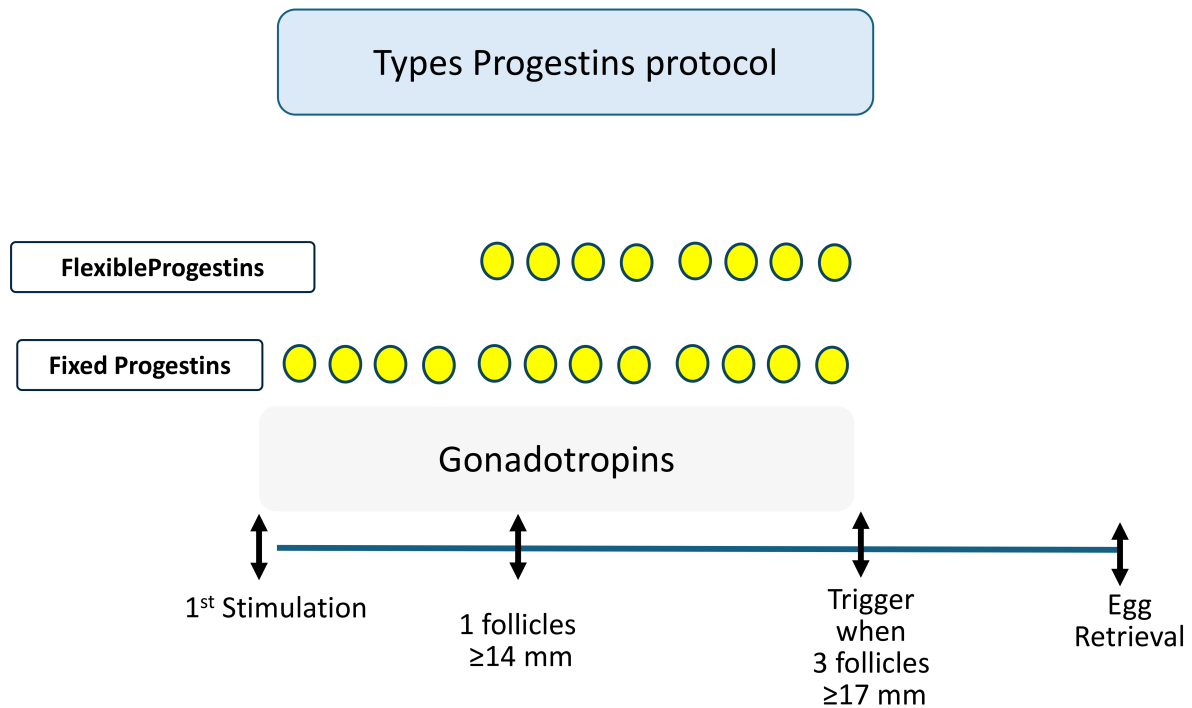 Types Progestins protocol
FlexibleProgestins
Fixed Progestins
Gonadotropins
1st Stimulation
1 follicles
≥14 mm
Trigger
when
3 follicles
≥17 mm
Egg
Retrieval